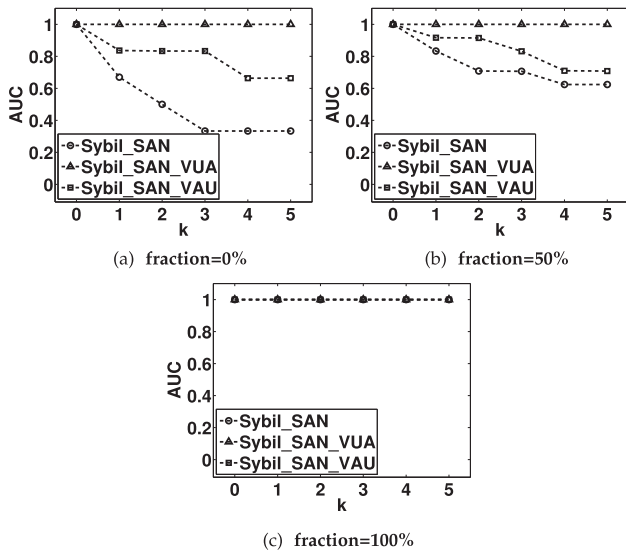 1
0.8
0.6
0.4
0.2
0
AUC
Sybil_SAN
Sybil_SAN_VUA
Sybil_SAN_VAU
0 1 2 3 4 5
k
(a) fraction=0%
1
0.8
0.6
0.4
0.2
0
AUC
Sybil_SAN
Sybil_SAN_VUA
Sybil_SAN_VAU
0 1 2 3 4 5
k
(b) fraction=50%
1
0.8
0.6
0.4
0.2
0
AUC
Sybil_SAN
Sybil_SAN_VUA
Sybil_SAN_VAU
0 1 2 3 4 5
k
(c) fraction=100%